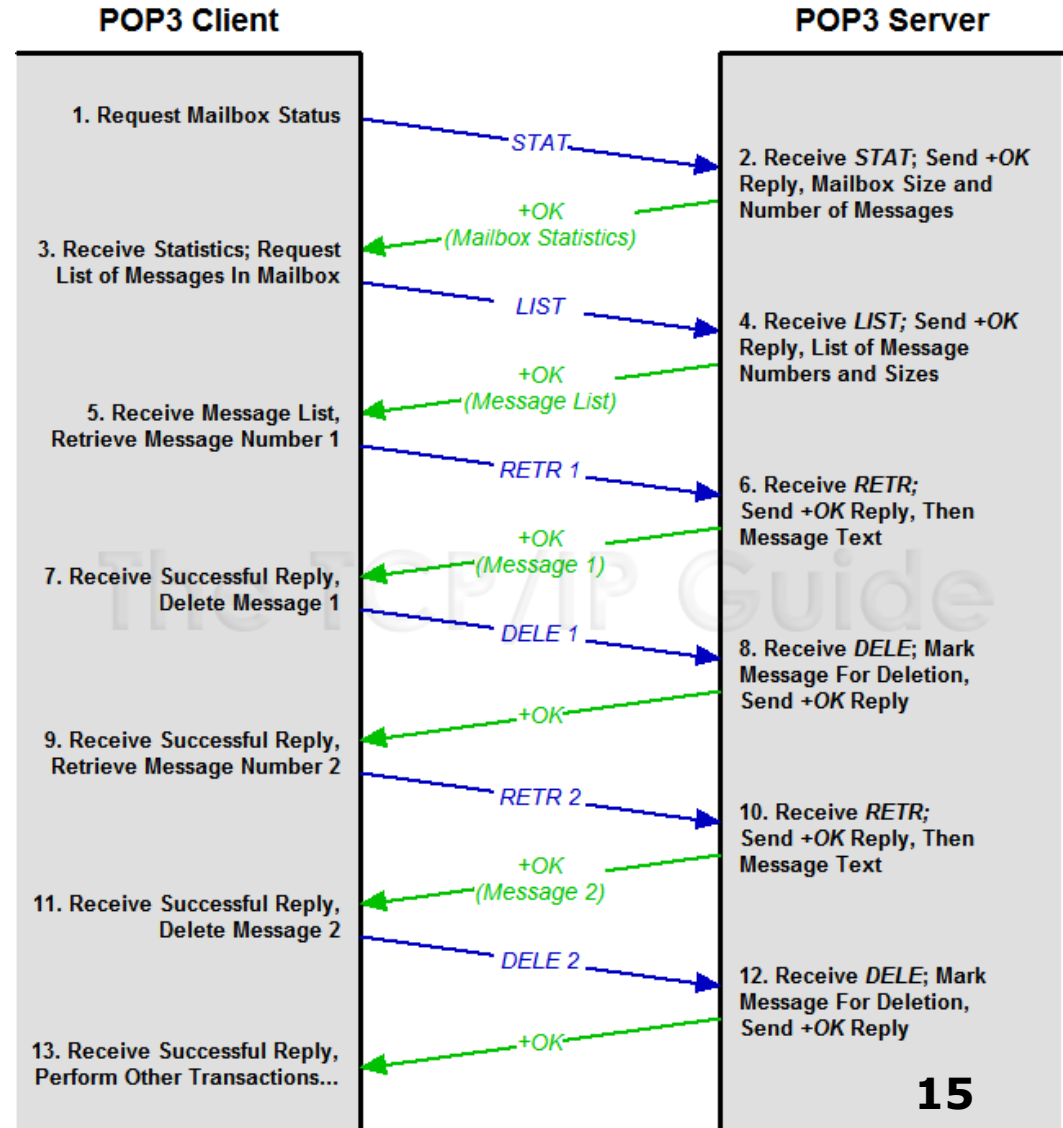 POP3 Client
POP3 Server
1. Request Mailbox Status
STAT
2. Receive STAT; Send +OK
Reply, Mailbox Size and
Number of Messages
+OK
(Mailbox Statistics)
3. Receive Statistics; Request
List of Messages In Mailbox
LIST
4. Receive LIST; Send +OK
Reply, List of Message
Numbers and Sizes
+OK
(Message List)
5. Receive Message List,
Retrieve Message Number 1
RETR 1
6. Receive RETR;
Send +OK Reply, Then
Message Text
+OK
(Message 1)
The TCP/IP Guide
7. Receive Successful Reply,
Delete Message 1
DELE 1
8. Receive DELE; Mark
Message For Deletion,
Send +OK Reply
+OK
9. Receive Successful Reply,
Retrieve Message Number 2
RETR 2
10. Receive RETR;
Send +OK Reply, Then
Message Text
+OK
(Message 2)
11. Receive Successful Reply,
Delete Message 2
DELE 2
12. Receive DELE; Mark
Message For Deletion,
Send +OK Reply
+OK
13. Receive Successful Reply,
Perform Other Transactions...
15